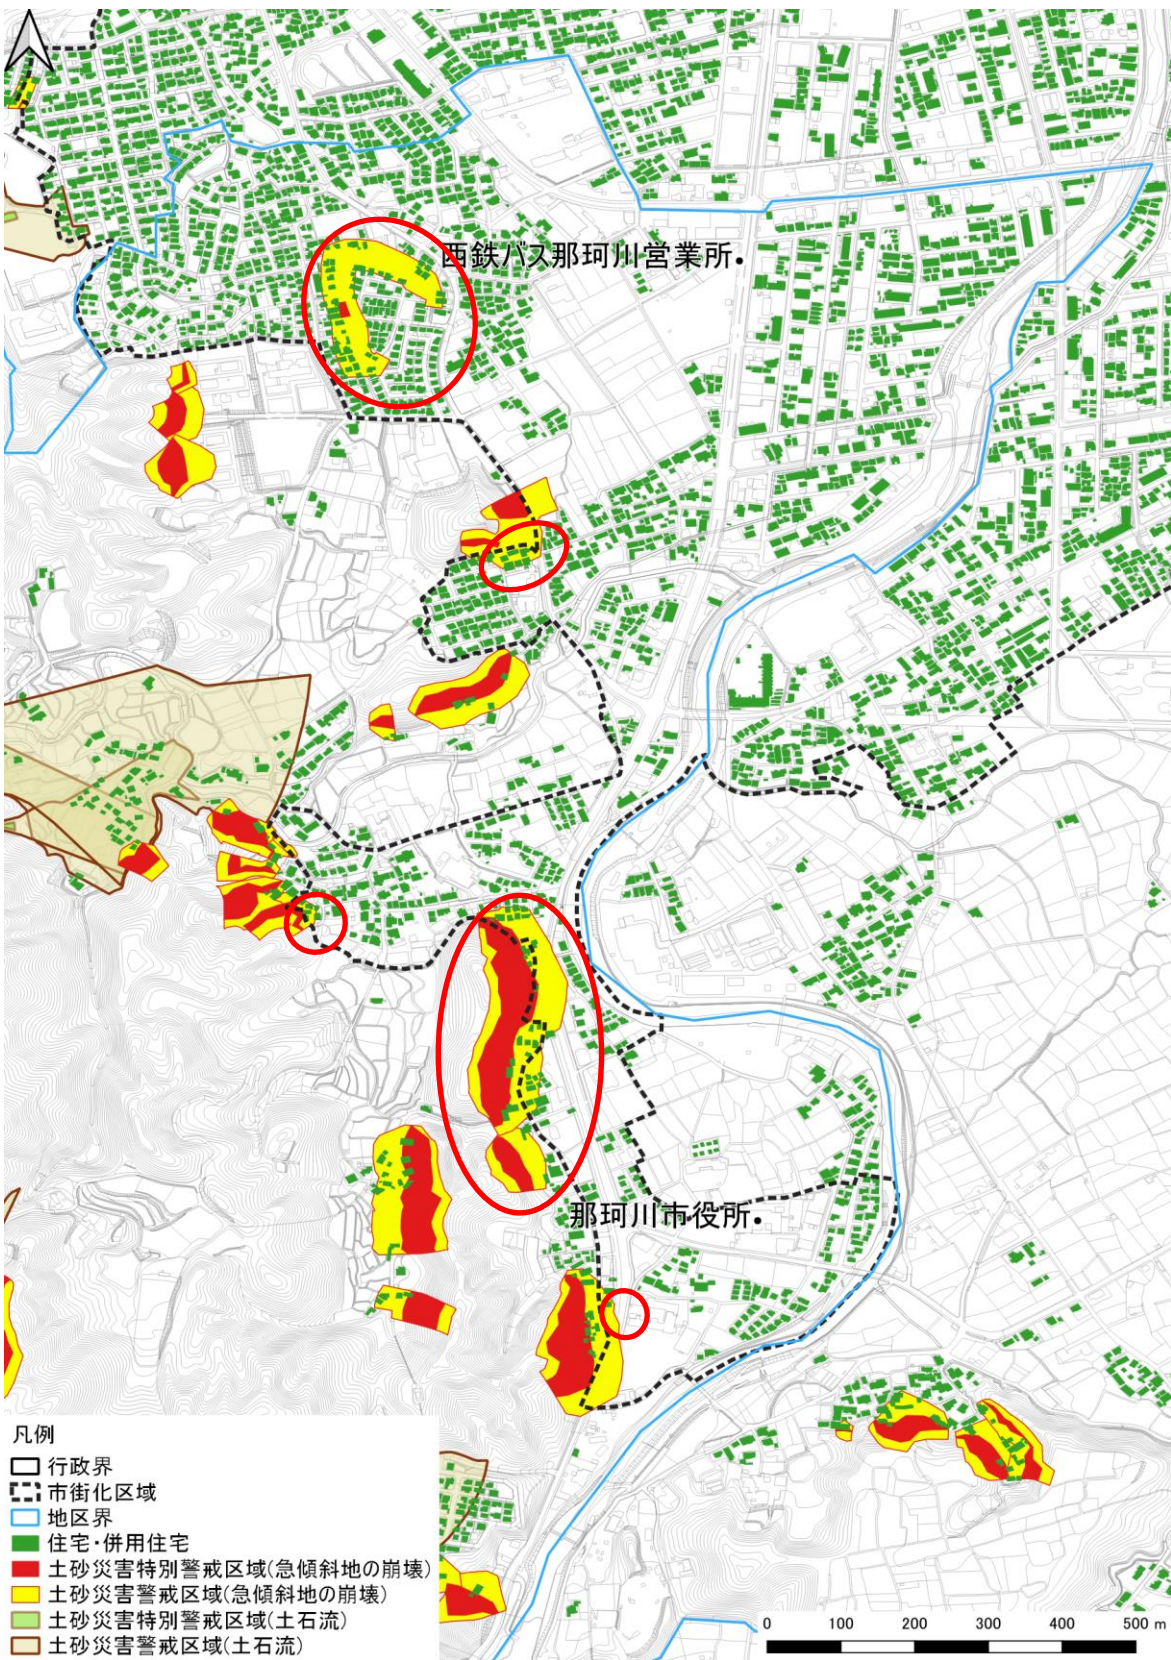 西鉄バス那珂川営業所
那珂川市役所
凡例
行政界
市街化区域
地区界
住宅・併用住宅
土砂災害特別警戒区域(急傾斜地の崩壊)
土砂災害警戒区域(急傾斜地の崩壊)
土砂災害特別警戒区域(土石流)
土砂災害警戒区域(土石流)
0 100 200 300 400 500 m